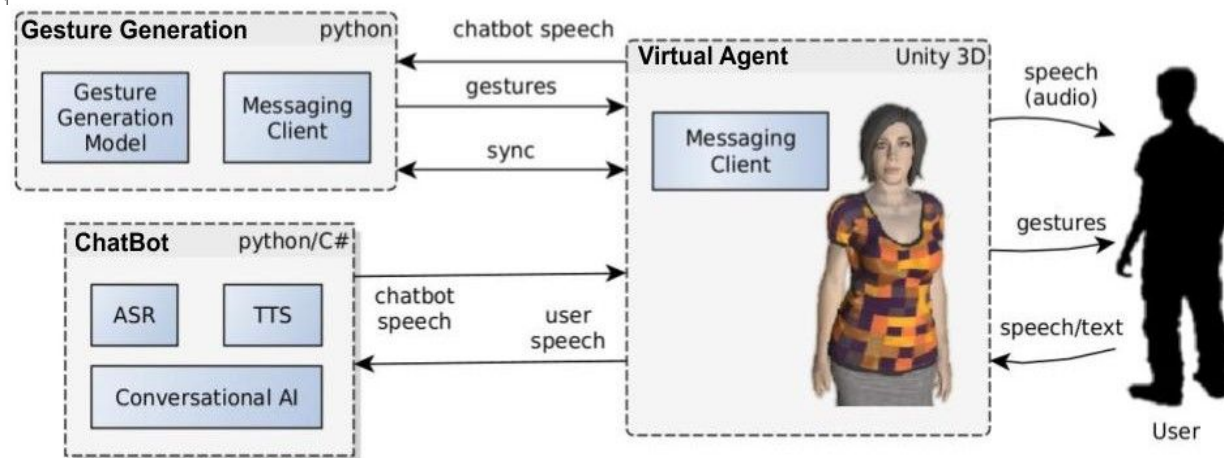 Gesture Generation python
Gesture
Generation
Model
Messaging
Client
chatbot speech
gestures
sync
ChatBot python/C#
ASR
TTS
Conversational AI
chatbot
speech
user
speech
Virtual Agent Unity 3D
Messaging
Client
speech
(audio)
gestures
speech/text
User